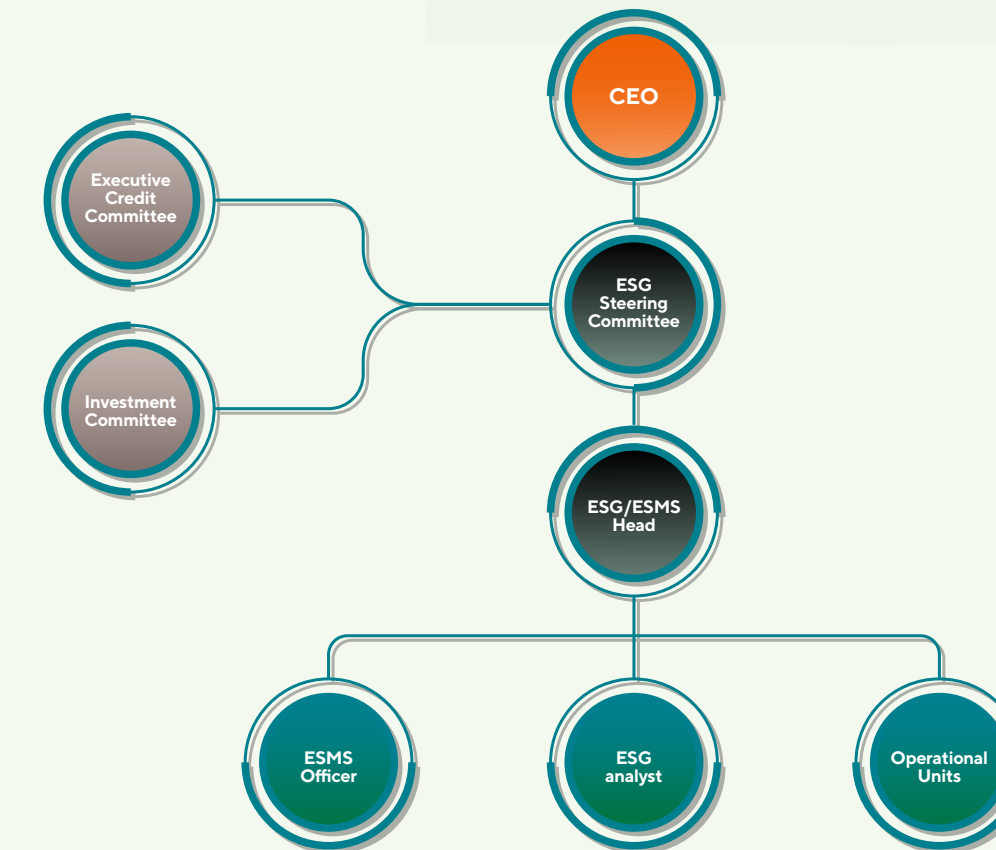 CEO
Executive
Credit
Committee
ESG
Steering
Committee
Investment
Committee
ESG/ESMS
Head
ESMS
Officer
ESG
analyst
Operational
Units